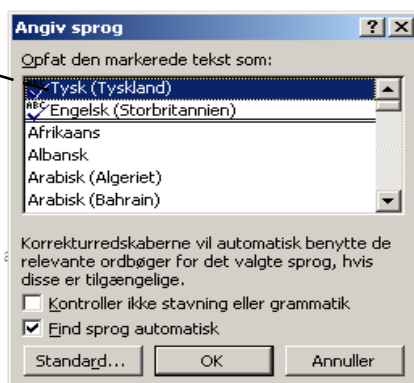 Angiv sprog
Opfat den markerede tekst som:
Tysk (Tyskland)
Engelsk (Storbritannien)
Afrikaans
Albansk
Arabisk (Algeriet)
Arabisk (Bahrain)
Korrekturredskaberne vil automatisk benytte de
relevante ordbøger for det valgte sprog, hvis
disse er tilgængelige.
Kontroller ikke stavning eller grammatik
Find sprog automatisk
Standard...
OK
Annuller